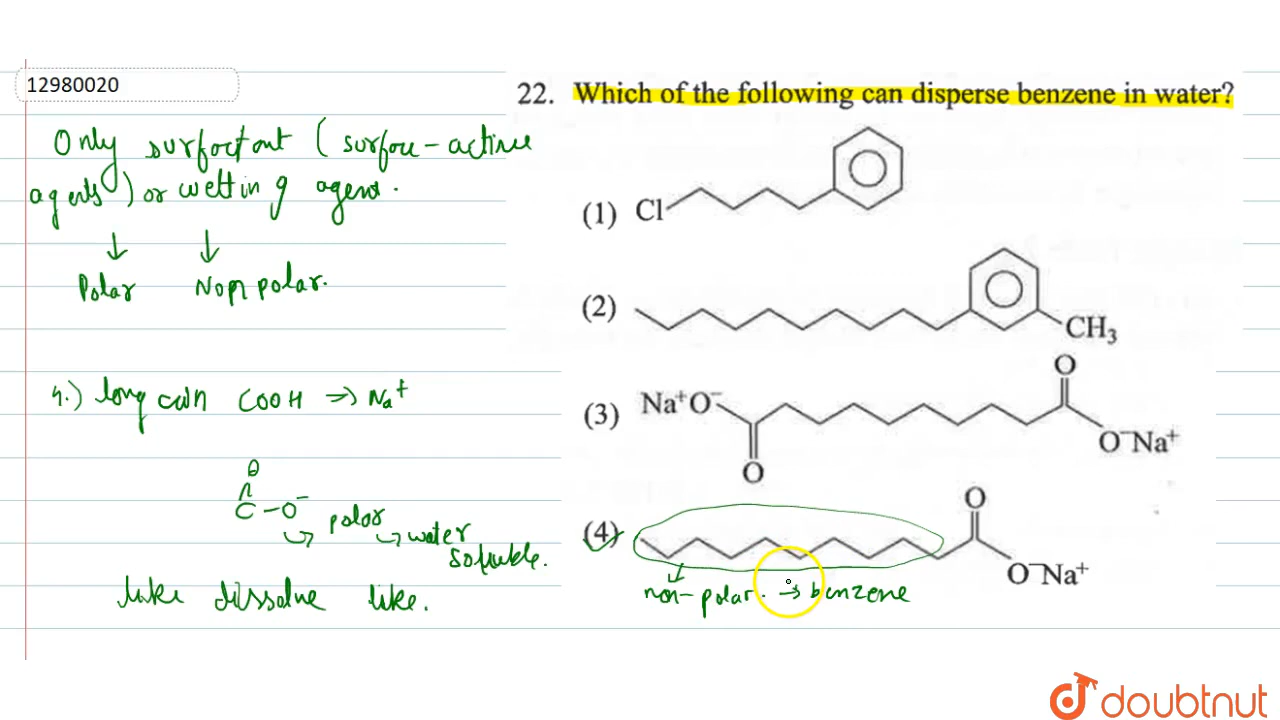 12980020
22. Which of the following can disperse benzene in water?
Only surfactant ( surface-active
agents ) or wetting agent.
↓ ↓
Polar Non polar.
(1) Cl
(2) CH3
4.) long COOH ⇒ Na+
(3) Na+O− O O O−Na+
O
C – O− → polar → water
soluble.
(4) O O−Na+
non-polar. → benzene
like dissolve like.
doubtnut